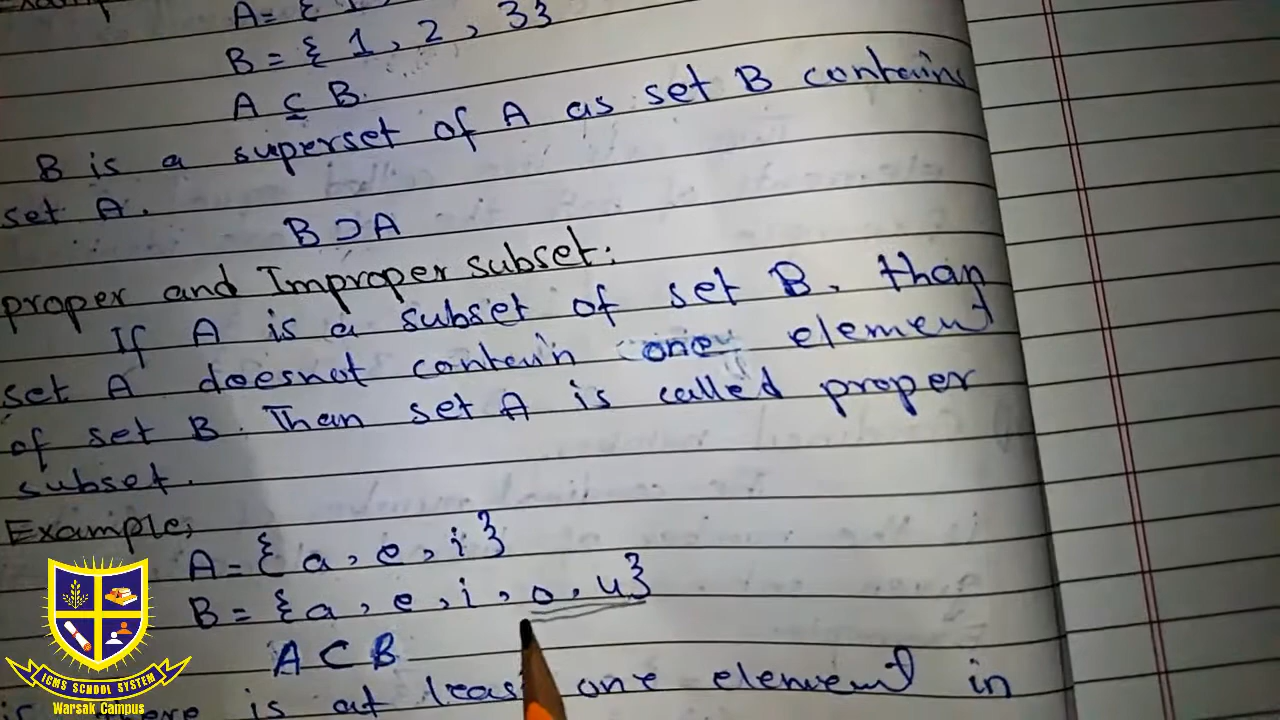 A= {
B = { 1 , 2 , 3}
A ⊆ B.
B is a superset of A as set B contains
set A.
B ⊃ A
proper and Improper subset:
If A is a subset of set B. than
set A doesnot contain one element
of set B. Than set A is called proper
subset.
Example,
A = { a , e , i }
B = { a , e , i , o , u }
A ⊂ B
is at least one element in
ICMS SCHOOL SYSTEM
Warsak Campus